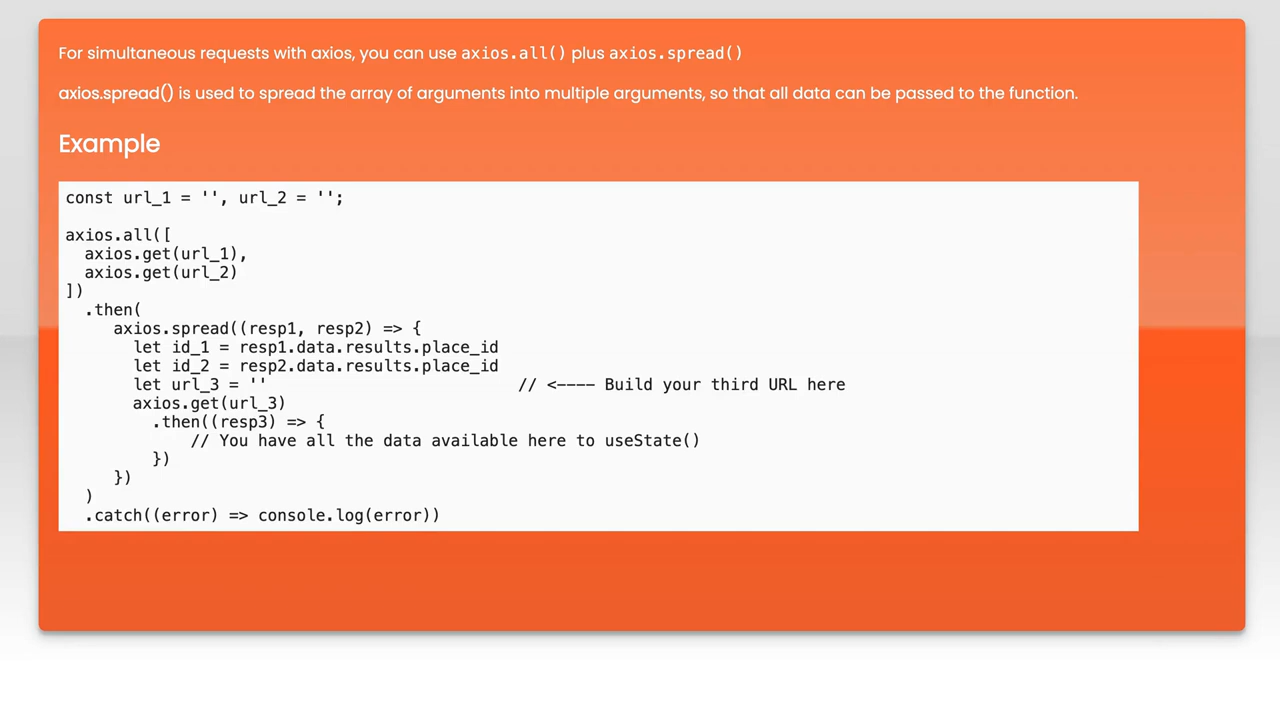 For simultaneous requests with axios, you can use axios.all() plus axios.spread()
axios.spread() is used to spread the array of arguments into multiple arguments, so that all data can be passed to the function.
Example
const url_1 = '', url_2 = '';
axios.all([
  axios.get(url_1),
  axios.get(url_2)
])
  .then(
     axios.spread((resp1, resp2) => {
       let id_1 = resp1.data.results.place_id
       let id_2 = resp2.data.results.place_id
       let url_3 = ''                          // <---- Build your third URL here
       axios.get(url_3)
         .then((resp3) => {
             // You have all the data available here to useState()
         })
     })
  )
  .catch((error) => console.log(error))